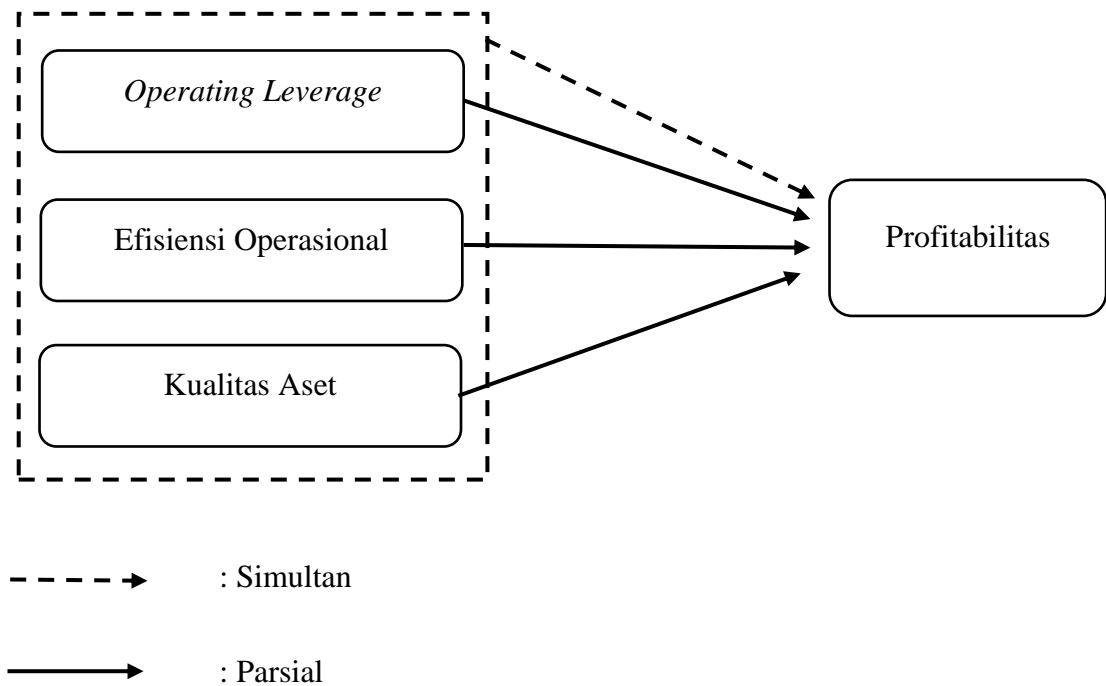 Operating Leverage
Efisiensi Operasional
Profitabilitas
Kualitas Aset
: Simultan
: Parsial